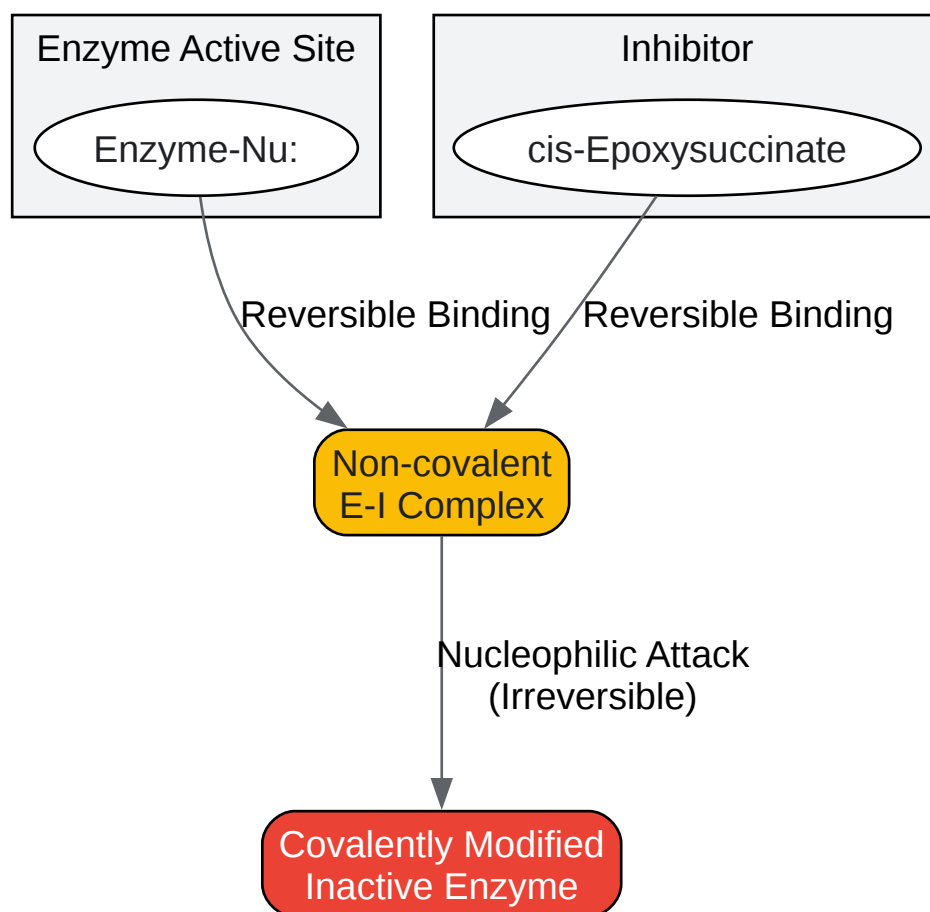 Enzyme Active Site
Inhibitor
Enzyme-Nu:
cis-Epoxysuccinate
Reversible Binding
Reversible Binding
Non-covalent
E-I Complex
Nucleophilic Attack
(Irreversible)
Covalently Modified
Inactive Enzyme